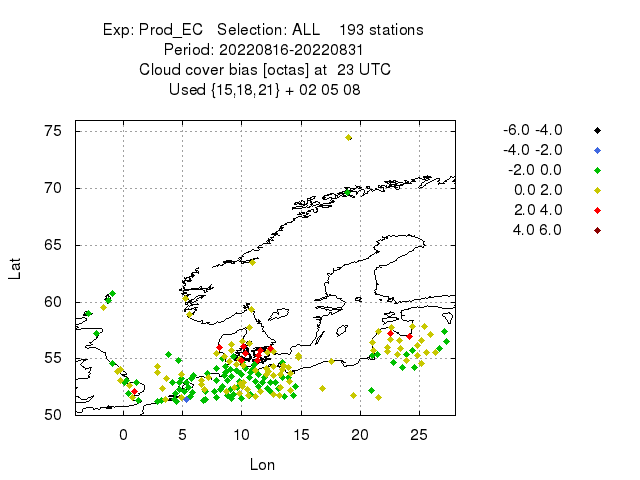 Exp: Prod_EC   Selection: ALL    193 stations
Period: 20220816-20220831
Cloud cover bias [octas] at  23 UTC
Used {15,18,21} + 02 05 08
-6.0 -4.0
-4.0 -2.0
-2.0 0.0
0.0 2.0
2.0 4.0
4.0 6.0
75
70
65
60
55
50
Lat
0 5 10 15 20 25
Lon